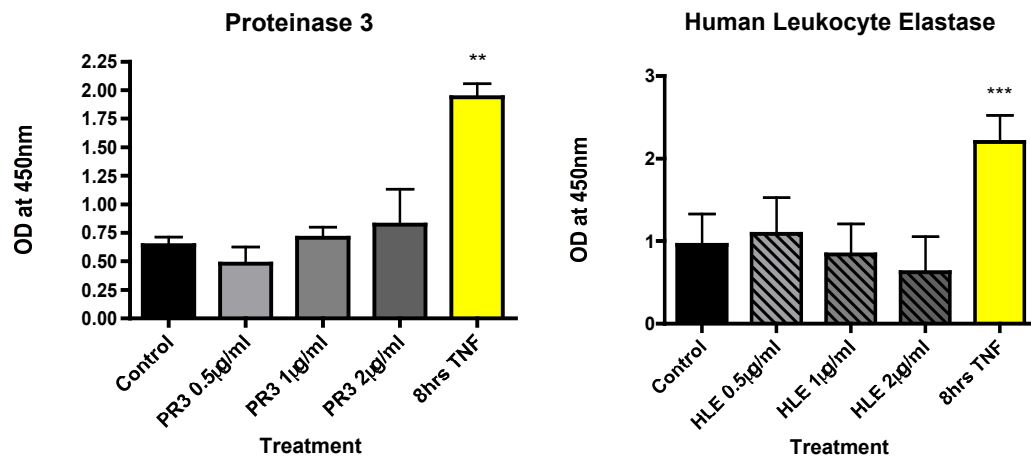 Proteinase 3
OD at 450nm
2.25
2.00
1.75
1.50
1.25
1.00
0.75
0.50
0.25
0.00
**
Control
PR3 0.5µg/ml
PR3 1µg/ml
PR3 2µg/ml
8hrs TNF
Treatment
Human Leukocyte Elastase
OD at 450nm
3
2
1
0
***
Control
HLE 0.5µg/ml
HLE 1µg/ml
HLE 2µg/ml
8hrs TNF
Treatment